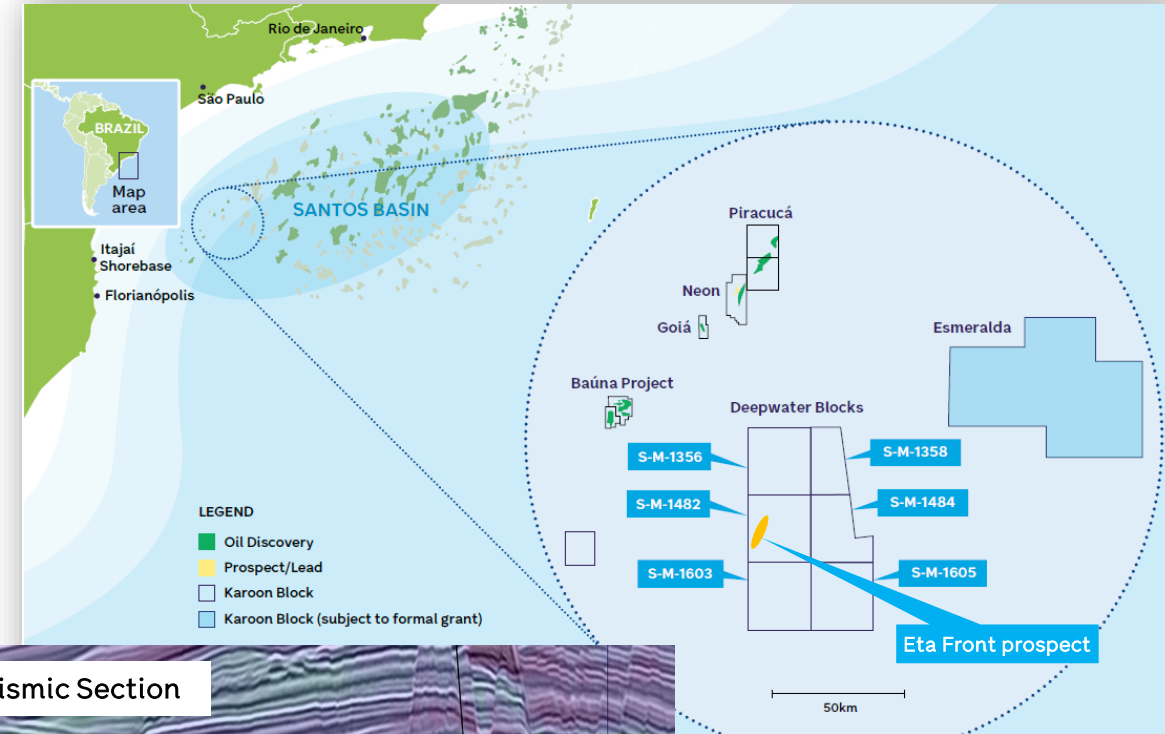 Rio de Janeiro
São Paulo
BRAZIL
Map
area
SANTOS BASIN
Itajaí
Shorebase
Florianópolis
Piracucá
Neon
Goiá
Esmeralda
Baúna Project
Deepwater Blocks
S-M-1356
S-M-1358
S-M-1482
S-M-1484
S-M-1603
S-M-1605
Eta Front prospect
LEGEND
Oil Discovery
Prospect/Lead
Karoon Block
Karoon Block (subject to formal grant)
50km
ismic Section